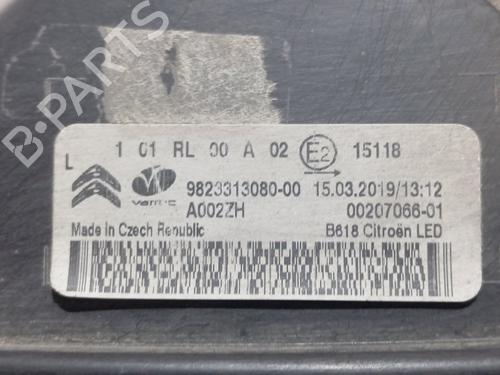 B-PARTS
1 01 RL 00 A 02 E2 15118
L
9823313080-00 15.03.2019/13:12
A002ZH 00207066-01
Made in Czech Republic B618 Citroën LED